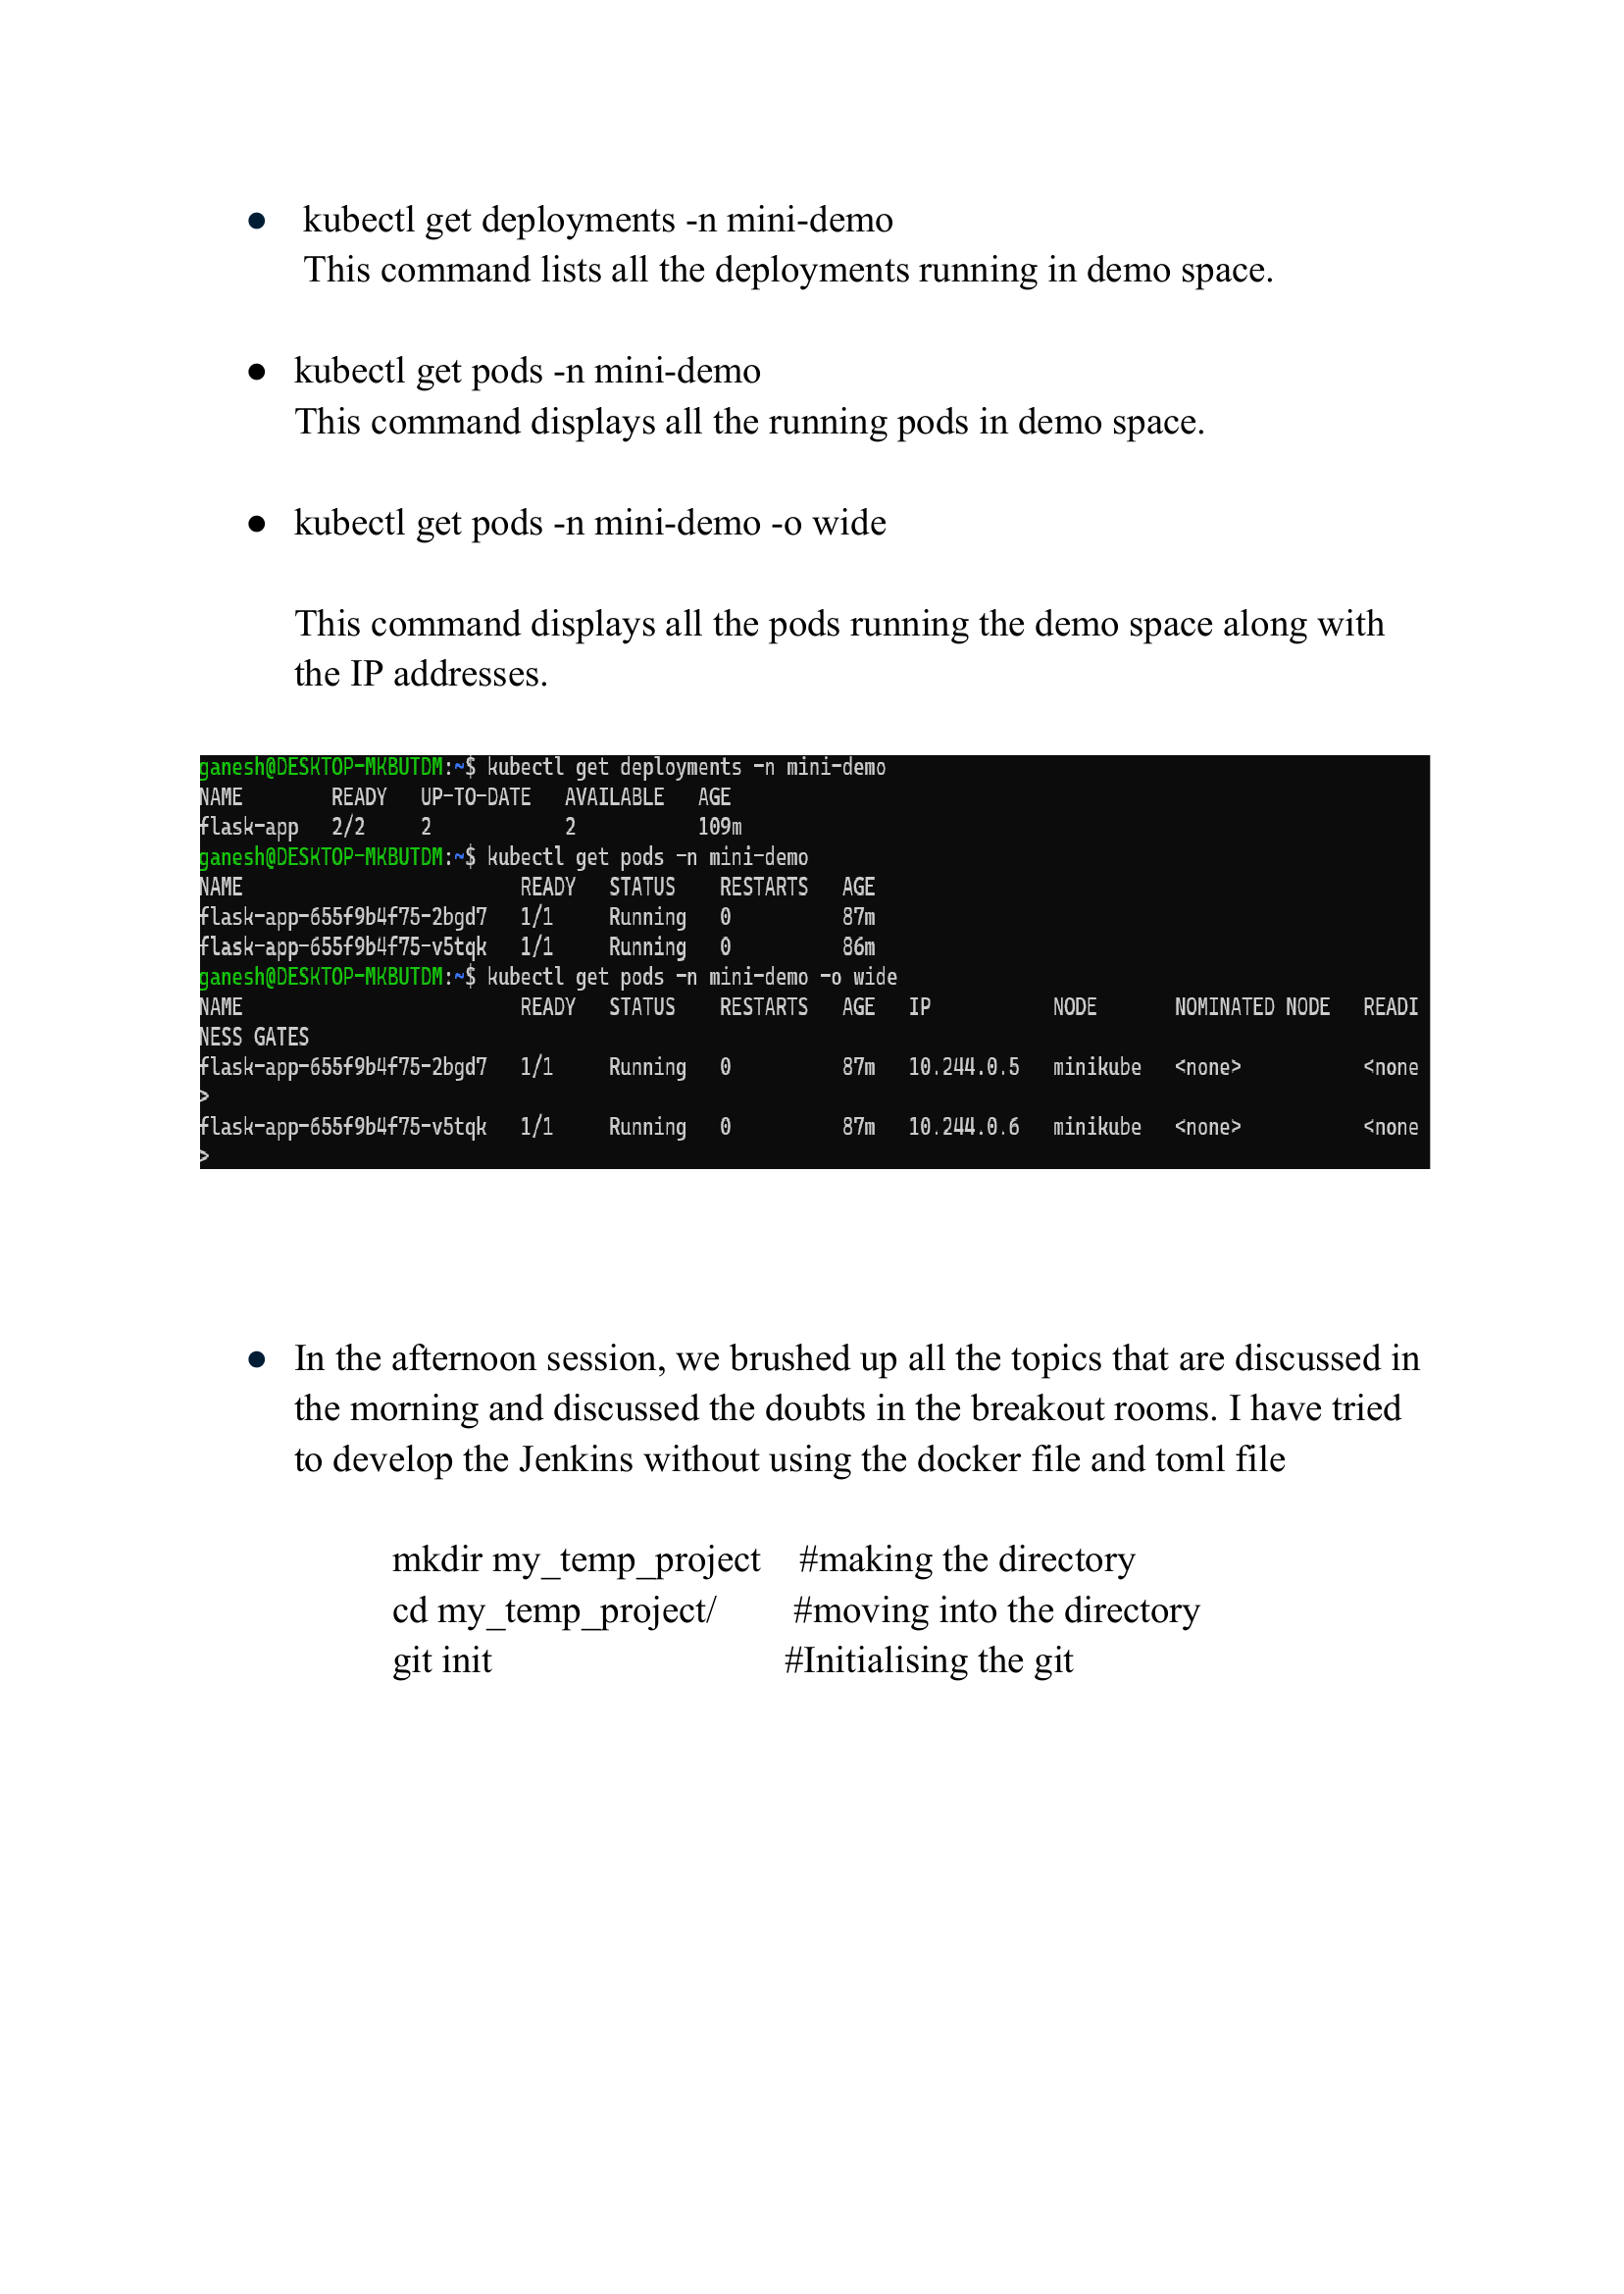 ● kubectl get deployments -n mini-demo
This command lists all the deployments running in demo space.
● kubectl get pods -n mini-demo
This command displays all the running pods in demo space.
● kubectl get pods -n mini-demo -o wide
This command displays all the pods running the demo space along with
the IP addresses.
ganesh@DESKTOP-MKBUTDM:~$ kubectl get deployments -n mini-demo
NAME READY UP-TO-DATE AVAILABLE AGE
flask-app 2/2 2 2 109m
ganesh@DESKTOP-MKBUTDM:~$ kubectl get pods -n mini-demo
NAME READY STATUS RESTARTS AGE
flask-app-655f9b4f75-2bgd7 1/1 Running 0 87m
flask-app-655f9b4f75-v5tqk 1/1 Running 0 86m
ganesh@DESKTOP-MKBUTDM:~$ kubectl get pods -n mini-demo -o wide
NAME READY STATUS RESTARTS AGE IP NODE NOMINATED NODE READI
NESS GATES
flask-app-655f9b4f75-2bgd7 1/1 Running 0 87m 10.244.0.5 minikube <none> <none
>
flask-app-655f9b4f75-v5tqk 1/1 Running 0 87m 10.244.0.6 minikube <none> <none
>
● In the afternoon session, we brushed up all the topics that are discussed in
the morning and discussed the doubts in the breakout rooms. I have tried
to develop the Jenkins without using the docker file and toml file
mkdir my_temp_project #making the directory
cd my_temp_project/ #moving into the directory
git init #Initialising the git